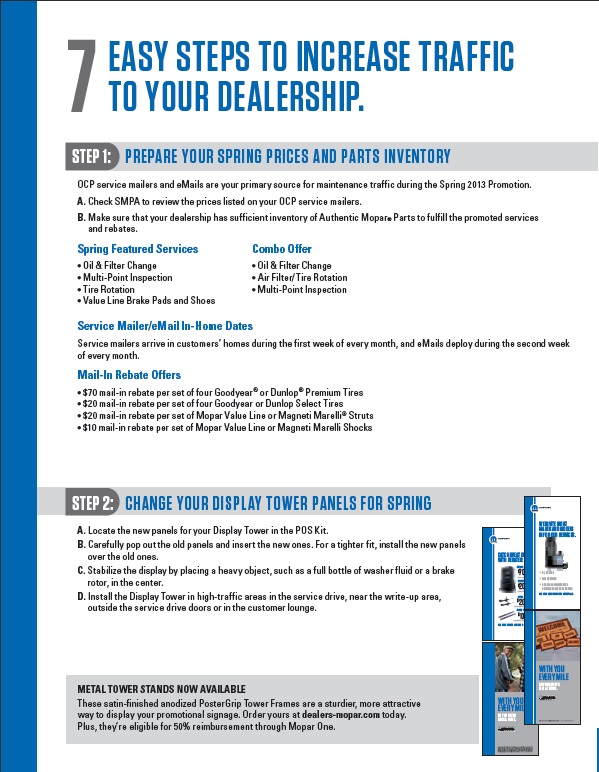 7 EASY STEPS TO INCREASE TRAFFIC
TO YOUR DEALERSHIP.
STEP 1: PREPARE YOUR SPRING PRICES AND PARTS INVENTORY
OCP service mailers and eMails are your primary source for maintenance traffic during the Spring 2013 Promotion.
A. Check SMPA to review the prices listed on your OCP service mailers.
B. Make sure that your dealership has sufficient inventory of Authentic Mopar® Parts to fulfill the promoted services
and rebates.
Spring Featured Services
• Oil & Filter Change
• Multi-Point Inspection
• Tire Rotation
• Value Line Brake Pads and Shoes
Combo Offer
• Oil & Filter Change
• Air Filter/Tire Rotation
• Multi-Point Inspection
Service Mailer/eMail In-Home Dates
Service mailers arrive in customers' homes during the first week of every month, and eMails deploy during the second week
of every month.
Mail-In Rebate Offers
• $70 mail-in rebate per set of four Goodyear® or Dunlop® Premium Tires
• $20 mail-in rebate per set of four Goodyear or Dunlop Select Tires
• $20 mail-in rebate per set of Mopar Value Line or Magneti Marelli® Struts
• $10 mail-in rebate per set of Mopar Value Line or Magneti Marelli Shocks
STEP 2: CHANGE YOUR DISPLAY TOWER PANELS FOR SPRING
A. Locate the new panels for your Display Tower in the POS Kit.
B. Carefully pop out the old panels and insert the new ones. For a tighter fit, install the new panels
over the old ones.
C. Stabilize the display by placing a heavy object, such as a full bottle of washer fluid or a brake
rotor, in the center.
D. Install the Display Tower in high-traffic areas in the service drive, near the write-up area,
outside the service drive doors or in the customer lounge.
WELCOME
WITH YOU
EVERY MILE
WITH YOU
EVERY MILE
METAL TOWER STANDS NOW AVAILABLE
These satin-finished anodized PosterGrip Tower Frames are a sturdier, more attractive
way to display your promotional signage. Order yours at dealers-mopar.com today.
Plus, they're eligible for 50% reimbursement through Mopar One.